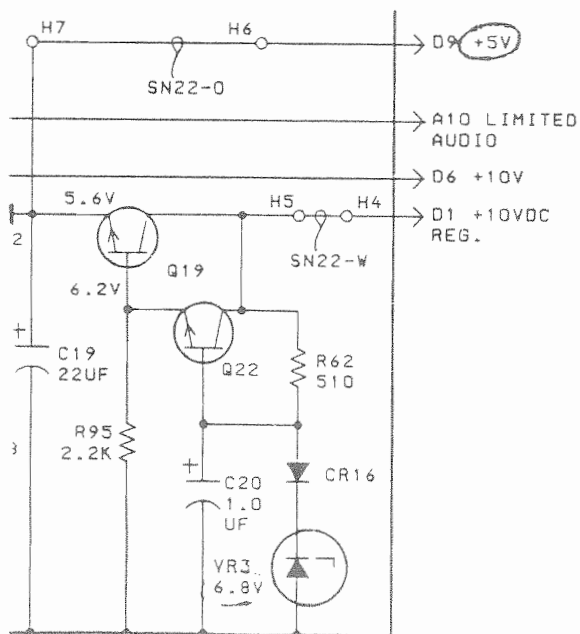 H7
H6
D9 +5V
SN22-O
A10 LIMITED
AUDIO
D6 +10V
5.6V
H5
H4
D1 +10VDC
REG.
2
SN22-W
Q19
6.2V
+
C19
22UF
Q22
R62
510
R95
2.2K
+
C20
1.0
UF
CR16
VR3
6.8V